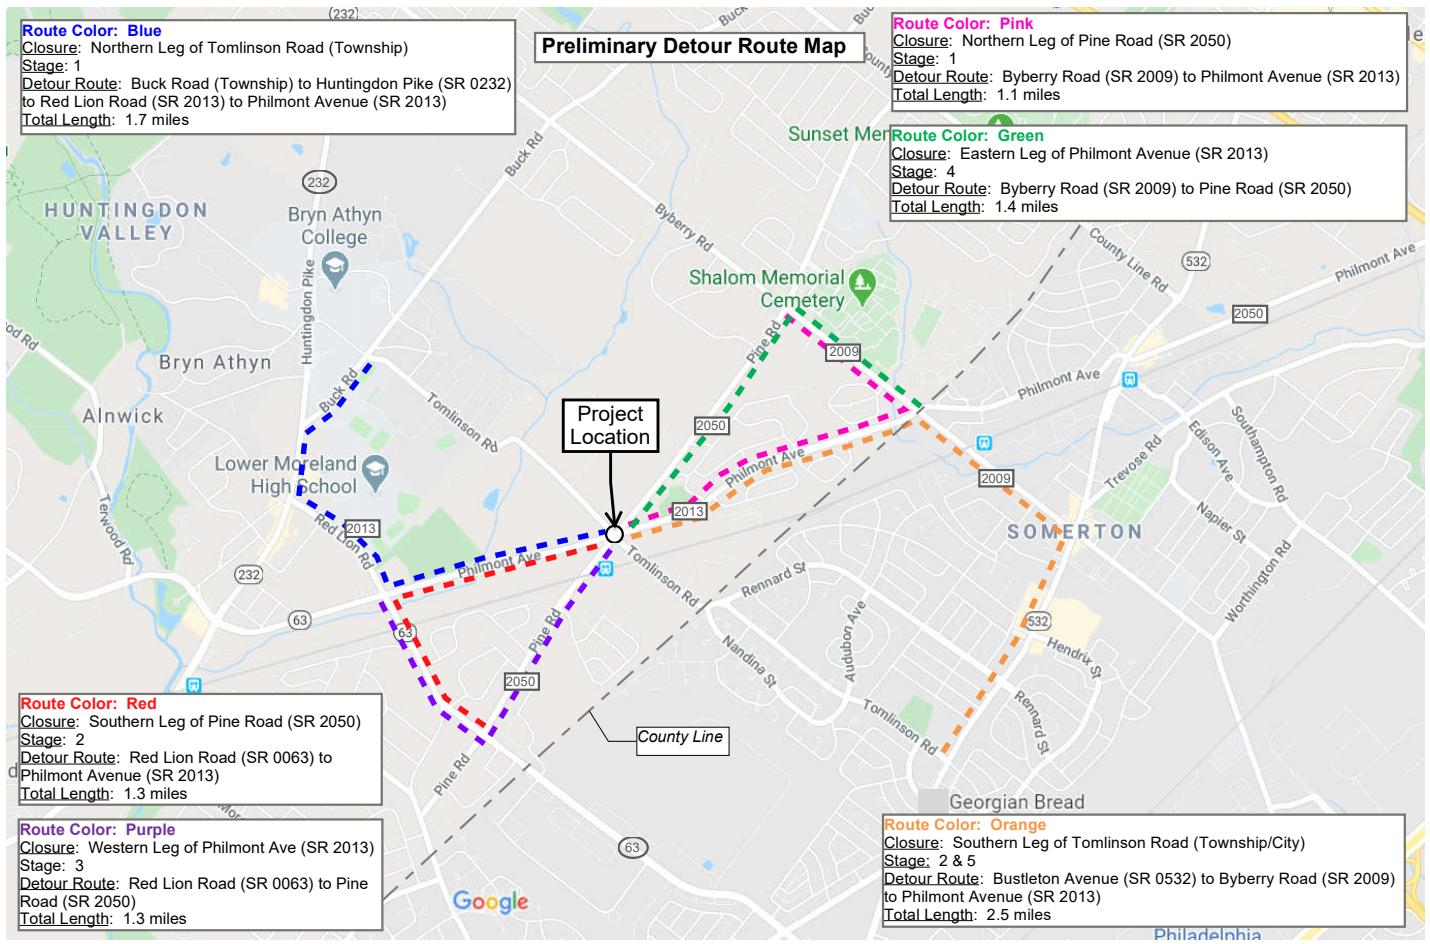 Route Color: Blue
Closure: Northern Leg of Tomlinson Road (Township)
Stage: 1
Detour Route: Buck Road (Township) to Huntingdon Pike (SR 0232)
to Red Lion Road (SR 2013) to Philmont Avenue (SR 2013)
Total Length: 1.7 miles
Preliminary Detour Route Map
Route Color: Pink
Closure: Northern Leg of Pine Road (SR 2050)
Stage: 1
Detour Route: Byberry Road (SR 2009) to Philmont Avenue (SR 2013)
Total Length: 1.1 miles
Route Color: Green
Closure: Eastern Leg of Philmont Avenue (SR 2013)
Stage: 4
Detour Route: Byberry Road (SR 2009) to Pine Road (SR 2050)
Total Length: 1.4 miles
232
Buck
County
Sunset Mem
Buck Rd
232
HUNTINGDON
VALLEY
Bryn Athyn
College
Byberry Rd
County Line Rd
532
Philmont Ave
Shalom Memorial
Cemetery
2050
Huntingdon Pike
Pine Rd
2009
Bryn Athyn
Buck Rd
Philmont Ave
Alnwick
Tomlinson Rd
Project
Location
2050
Southampton Rd
Edison Ave
Trevose Rd
Lower Moreland
High School
Philmont Ave
2009
Terwood Rd
Red Lion Rd
2013
2013
Napier St
SOMERTON
Philmont Ave
Tomlinson Rd
Rennard St
Worthington Rd
232
63
63
Pine Rd
Audubon Ave
532
Nandina St
Hendrix St
2050
Rennard St
Tomlinson Rd
County Line
Pine Rd
Georgian Bread
63
Google
Philadelphia
Route Color: Red
Closure: Southern Leg of Pine Road (SR 2050)
Stage: 2
Detour Route: Red Lion Road (SR 0063) to
Philmont Avenue (SR 2013)
Total Length: 1.3 miles
Route Color: Purple
Closure: Western Leg of Philmont Ave (SR 2013)
Stage: 3
Detour Route: Red Lion Road (SR 0063) to Pine
Road (SR 2050)
Total Length: 1.3 miles
Route Color: Orange
Closure: Southern Leg of Tomlinson Road (Township/City)
Stage: 2 & 5
Detour Route: Bustleton Avenue (SR 0532) to Byberry Road (SR 2009)
to Philmont Avenue (SR 2013)
Total Length: 2.5 miles